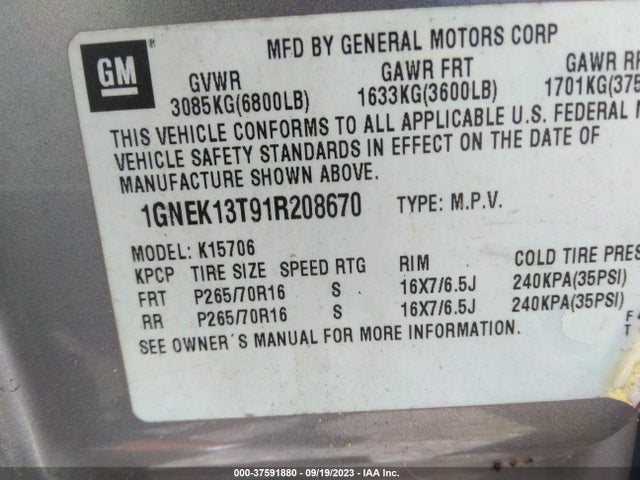 MFD BY GENERAL MOTORS CORP
GM
GVWR GAWR FRT GAWR RR
3085KG(6800LB) 1633KG(3600LB) 1701KG(375
THIS VEHICLE CONFORMS TO ALL APPLICABLE U.S. FEDERAL
VEHICLE SAFETY STANDARDS IN EFFECT ON THE DATE OF
MANUFACTURE SHOWN ABOVE.
1GNEK13T91R208670 TYPE: M.P.V.
MODEL: K15706
KPCP TIRE SIZE SPEED RTG RIM COLD TIRE PRES
FRT P265/70R16 S 16X7/6.5J 240KPA(35PSI)
RR P265/70R16 S 16X7/6.5J 240KPA(35PSI)
SEE OWNER'S MANUAL FOR MORE INFORMATION.
000-37591880 - 09/19/2023 - IAA Inc.